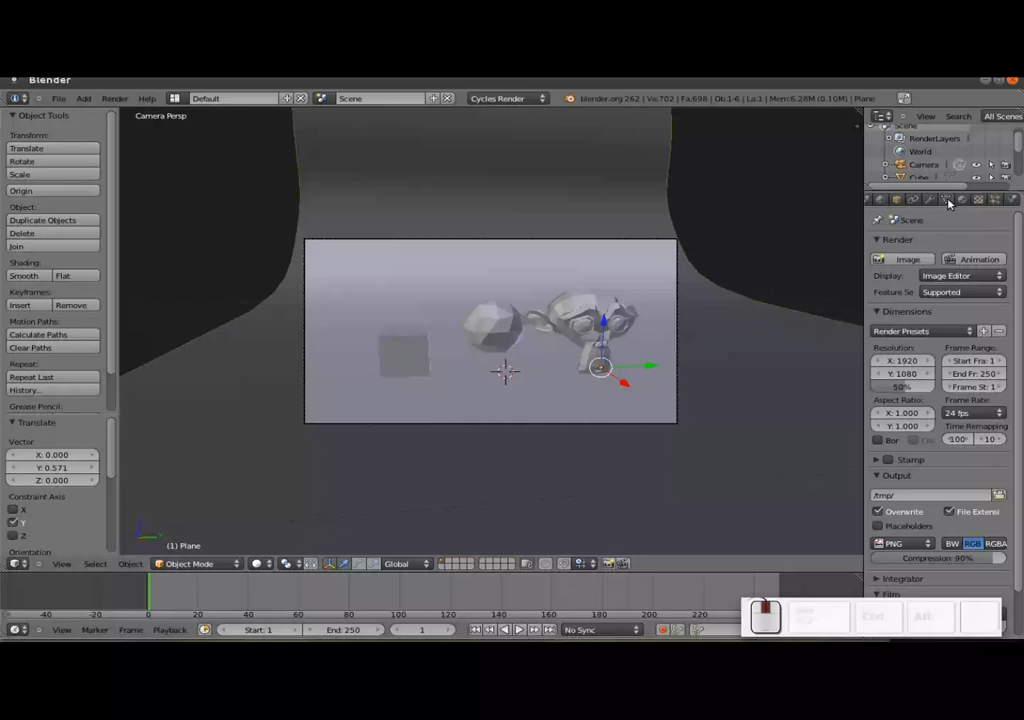 Blender
File Add Render Help Default Scene Cycles Render blender.org 262 | Ve:702 | Fa:698 | Ob:1-6 | La:1 | Mem:6.28M (0.10M) | Plane
Object Tools
Transform:
Translate
Rotate
Scale
Origin
Object:
Duplicate Objects
Delete
Join
Shading:
Smooth Flat
Keyframes:
Insert Remove
Motion Paths:
Calculate Paths
Clear Paths
Repeat:
Repeat Last
History...
Grease Pencil:
Translate
Vector
X: 0.000
Y: 0.571
Z: 0.000
Constraint Axis
X
Y
Z
Orientation
Camera Persp
(1) Plane
View Select Object Object Mode Global
-40 -20 0 20 40 60 80 100 120 140 160 180 200 220
View Marker Frame Playback Start: 1 End: 250 1 No Sync
View Search All Scenes
Scene
RenderLayers
World
Camera
Cube
Scene
Render
Image Animation
Display: Image Editor
Feature Se Supported
Dimensions
Render Presets
Resolution: Frame Range:
X: 1920 Start Fra: 1
Y: 1080 End Fr: 250
50% Frame St: 1
Aspect Ratio: Frame Rate:
X: 1.000 24 fps
Y: 1.000 Time Remapping
Bor Cro 100 10
Stamp
Output
/tmp/
Overwrite File Extensi
Placeholders
PNG BW RGB RGBA
Compression: 90%
Integrator
Film
Ctrl Alt